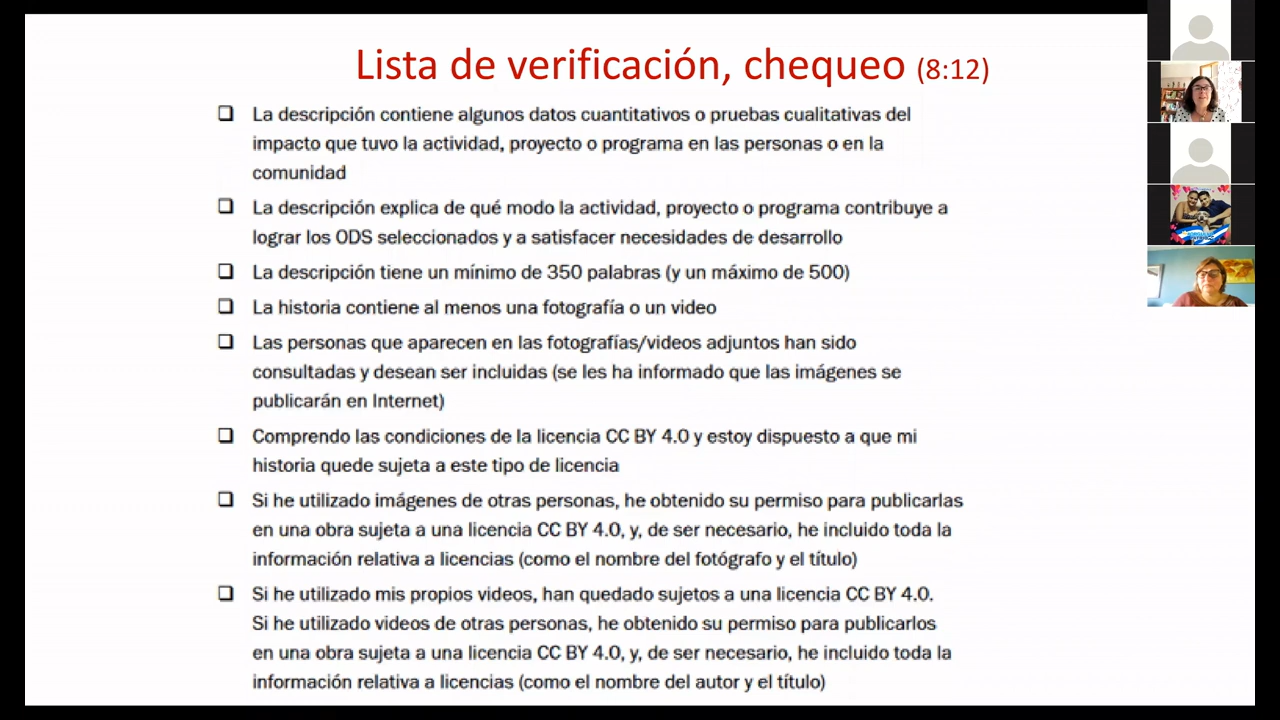 Lista de verificación, chequeo (8:12)
❑ La descripción contiene algunos datos cuantitativos o pruebas cualitativas del
impacto que tuvo la actividad, proyecto o programa en las personas o en la
comunidad
❑ La descripción explica de qué modo la actividad, proyecto o programa contribuye a
lograr los ODS seleccionados y a satisfacer necesidades de desarrollo
❑ La descripción tiene un mínimo de 350 palabras (y un máximo de 500)
❑ La historia contiene al menos una fotografía o un video
❑ Las personas que aparecen en las fotografías/videos adjuntos han sido
consultadas y desean ser incluidas (se les ha informado que las imágenes se
publicarán en Internet)
❑ Comprendo las condiciones de la licencia CC BY 4.0 y estoy dispuesto a que mi
historia quede sujeta a este tipo de licencia
❑ Si he utilizado imágenes de otras personas, he obtenido su permiso para publicarlas
en una obra sujeta a una licencia CC BY 4.0, y, de ser necesario, he incluido toda la
información relativa a licencias (como el nombre del fotógrafo y el título)
❑ Si he utilizado mis propios videos, han quedado sujetos a una licencia CC BY 4.0.
Si he utilizado videos de otras personas, he obtenido su permiso para publicarlos
en una obra sujeta a una licencia CC BY 4.0, y, de ser necesario, he incluido toda la
información relativa a licencias (como el nombre del autor y el título)